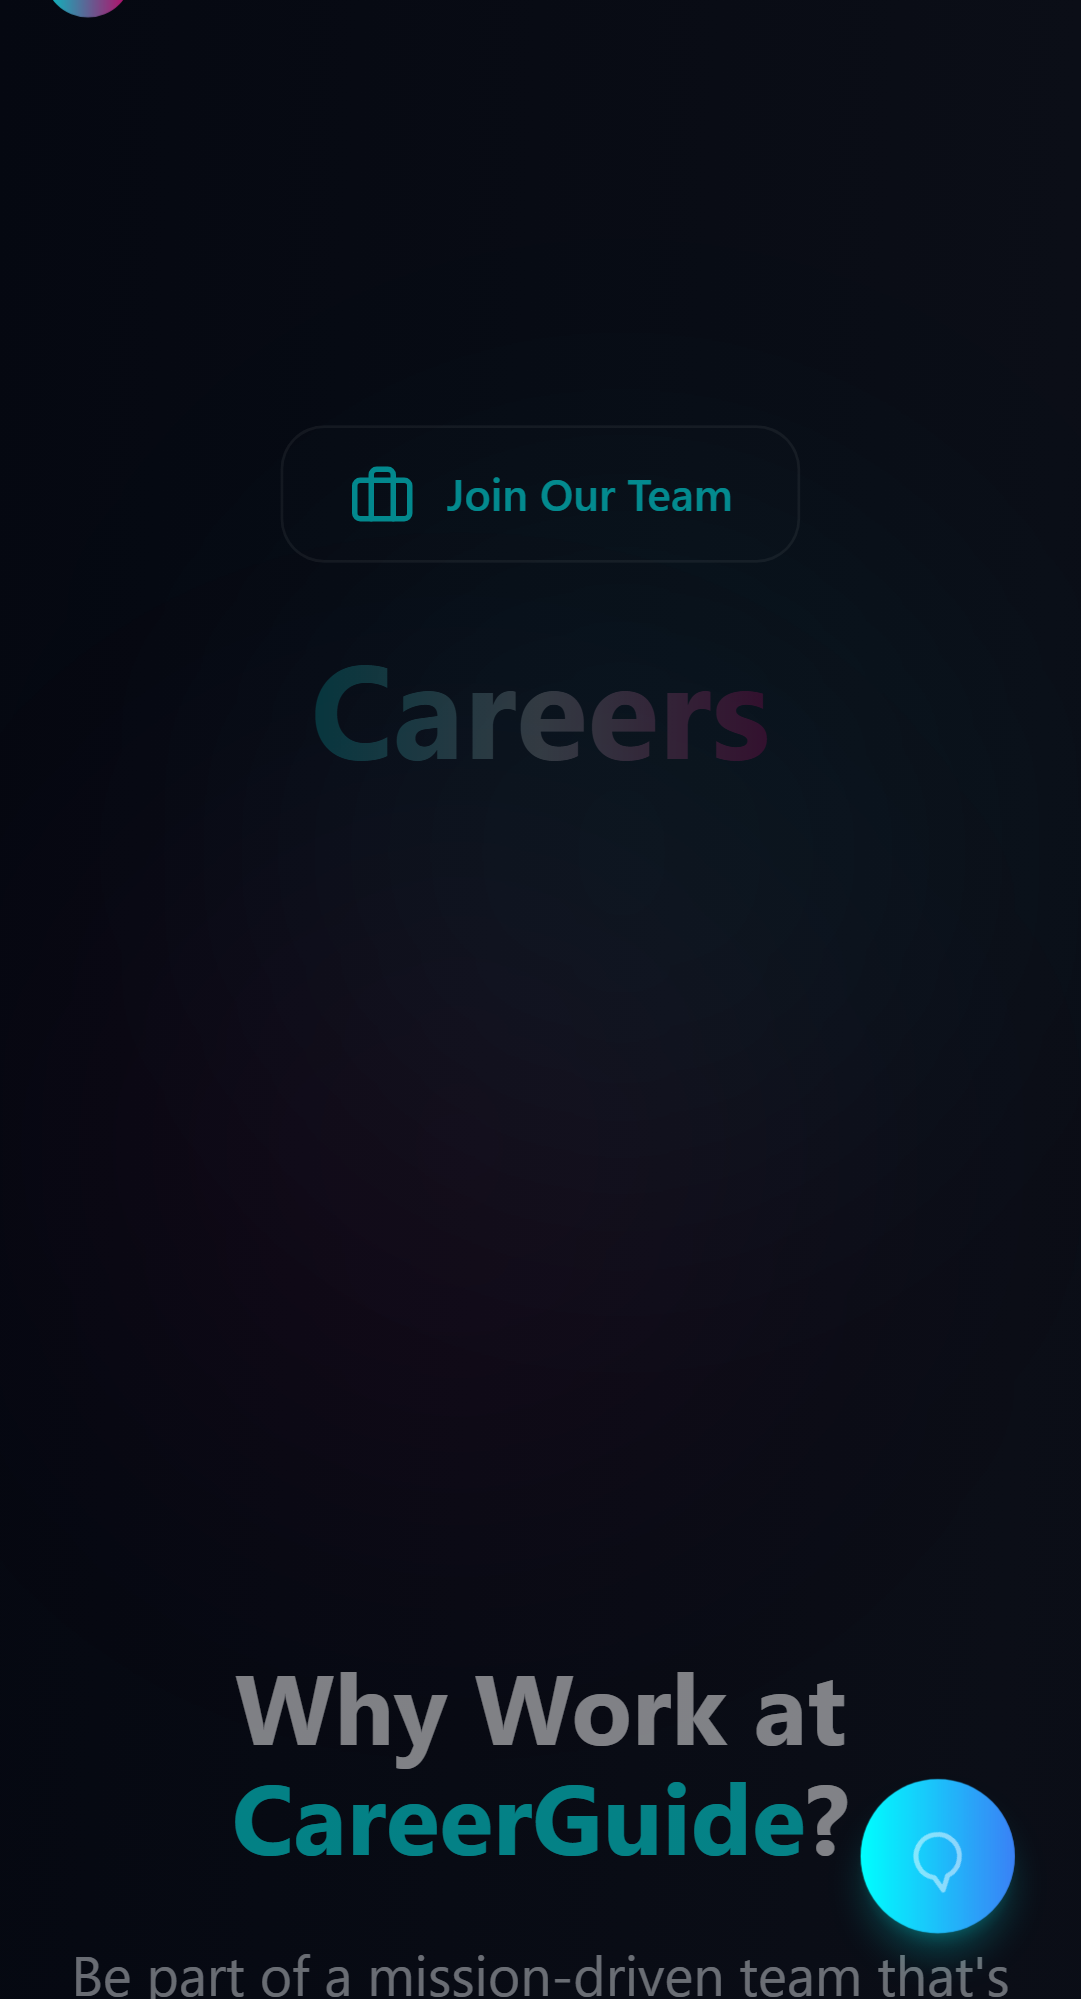 Join Our Team
Careers
Why Work at
CareerGuide?
Be part of a mission-driven team that's